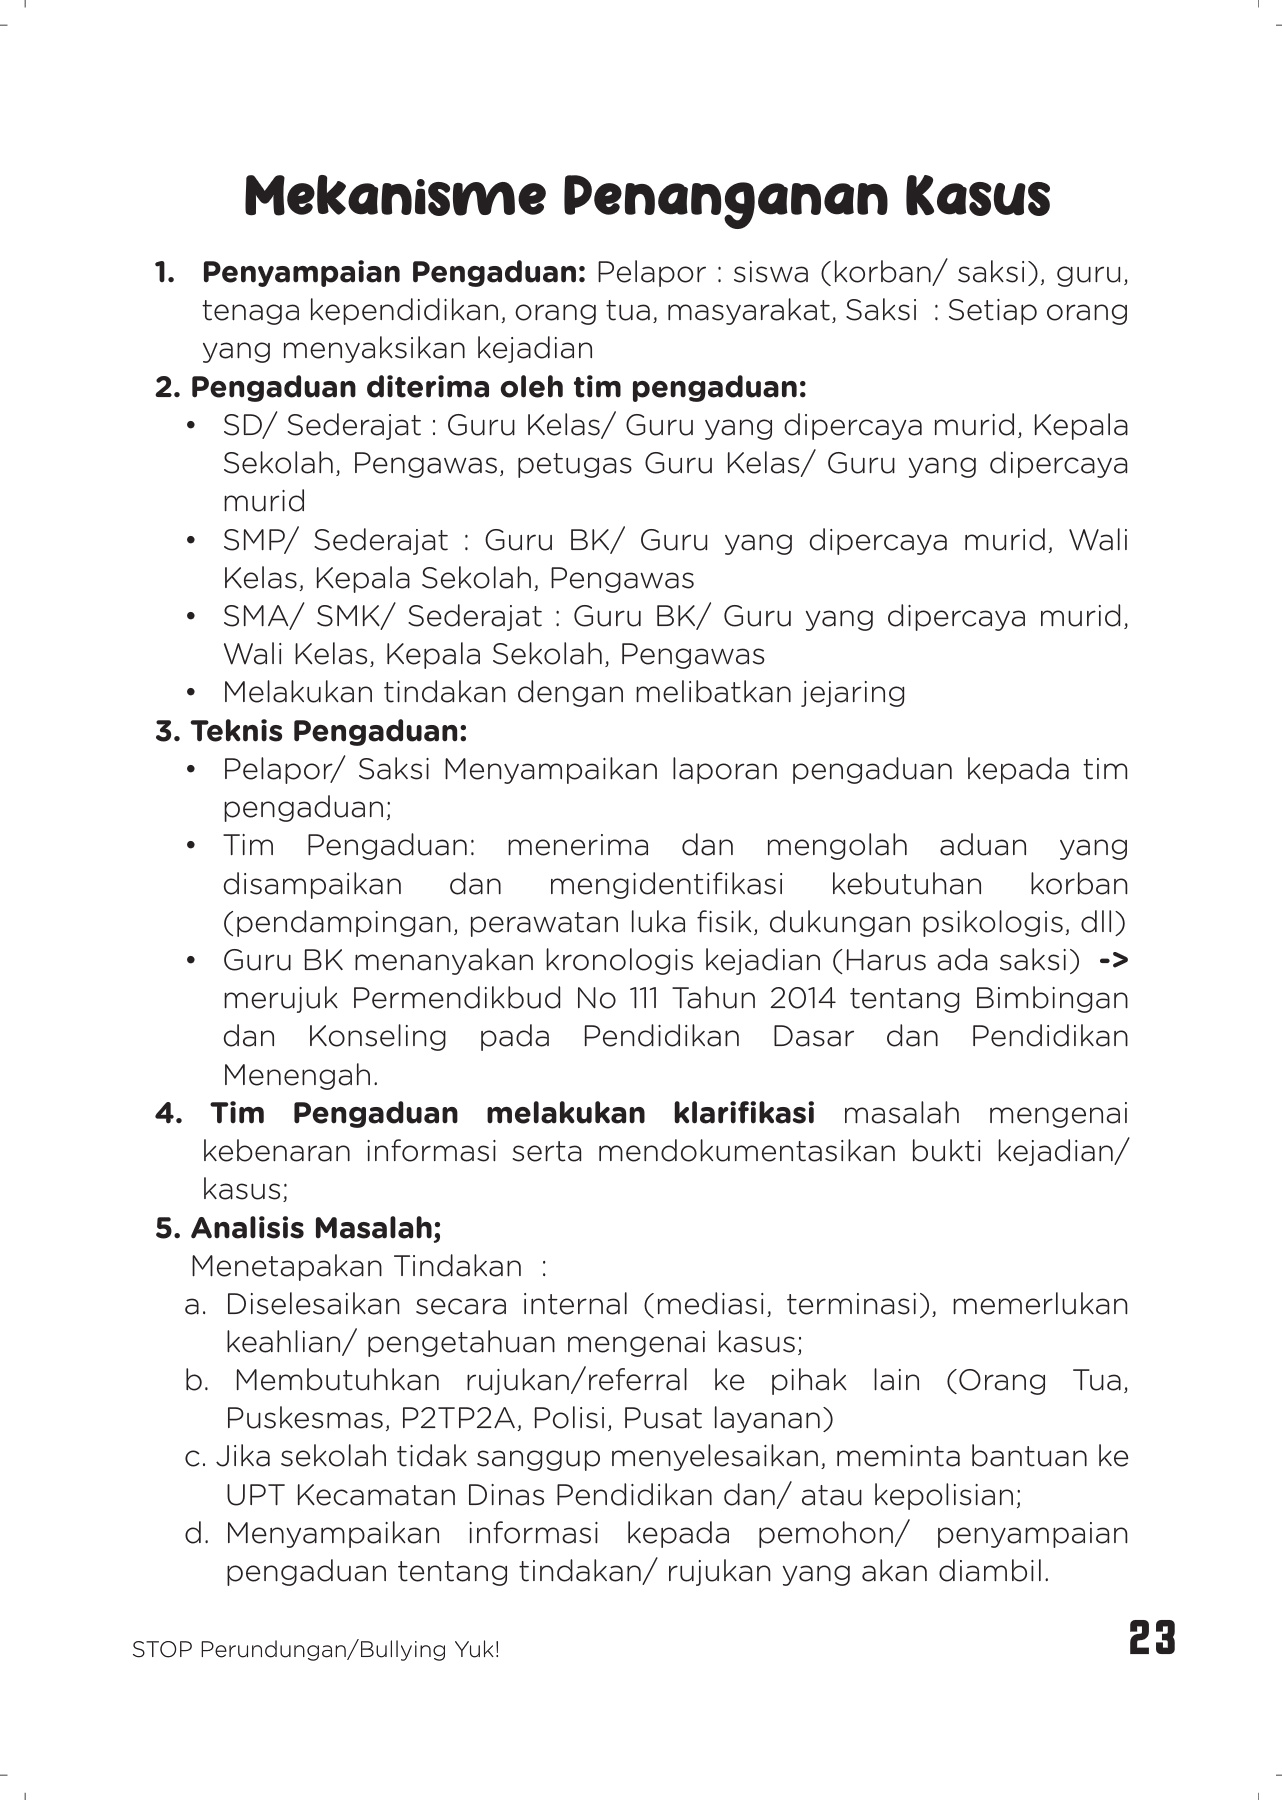 Mekanisme Penanganan Kasus
1. Penyampaian Pengaduan: Pelapor : siswa (korban/ saksi), guru,
tenaga kependidikan, orang tua, masyarakat, Saksi : Setiap orang
yang menyaksikan kejadian
2. Pengaduan diterima oleh tim pengaduan:
• SD/ Sederajat : Guru Kelas/ Guru yang dipercaya murid, Kepala
Sekolah, Pengawas, petugas Guru Kelas/ Guru yang dipercaya
murid
• SMP/ Sederajat : Guru BK/ Guru yang dipercaya murid, Wali
Kelas, Kepala Sekolah, Pengawas
• SMA/ SMK/ Sederajat : Guru BK/ Guru yang dipercaya murid,
Wali Kelas, Kepala Sekolah, Pengawas
• Melakukan tindakan dengan melibatkan jejaring
3. Teknis Pengaduan:
• Pelapor/ Saksi Menyampaikan laporan pengaduan kepada tim
pengaduan;
• Tim Pengaduan: menerima dan mengolah aduan yang
disampaikan dan mengidentifikasi kebutuhan korban
(pendampingan, perawatan luka fisik, dukungan psikologis, dll)
• Guru BK menanyakan kronologis kejadian (Harus ada saksi) ->
merujuk Permendikbud No 111 Tahun 2014 tentang Bimbingan
dan Konseling pada Pendidikan Dasar dan Pendidikan
Menengah.
4. Tim Pengaduan melakukan klarifikasi masalah mengenai
kebenaran informasi serta mendokumentasikan bukti kejadian/
kasus;
5. Analisis Masalah;
Menetapakan Tindakan :
a. Diselesaikan secara internal (mediasi, terminasi), memerlukan
keahlian/ pengetahuan mengenai kasus;
b. Membutuhkan rujukan/referral ke pihak lain (Orang Tua,
Puskesmas, P2TP2A, Polisi, Pusat layanan)
c. Jika sekolah tidak sanggup menyelesaikan, meminta bantuan ke
UPT Kecamatan Dinas Pendidikan dan/ atau kepolisian;
d. Menyampaikan informasi kepada pemohon/ penyampaian
pengaduan tentang tindakan/ rujukan yang akan diambil.
STOP Perundungan/Bullying Yuk!
23